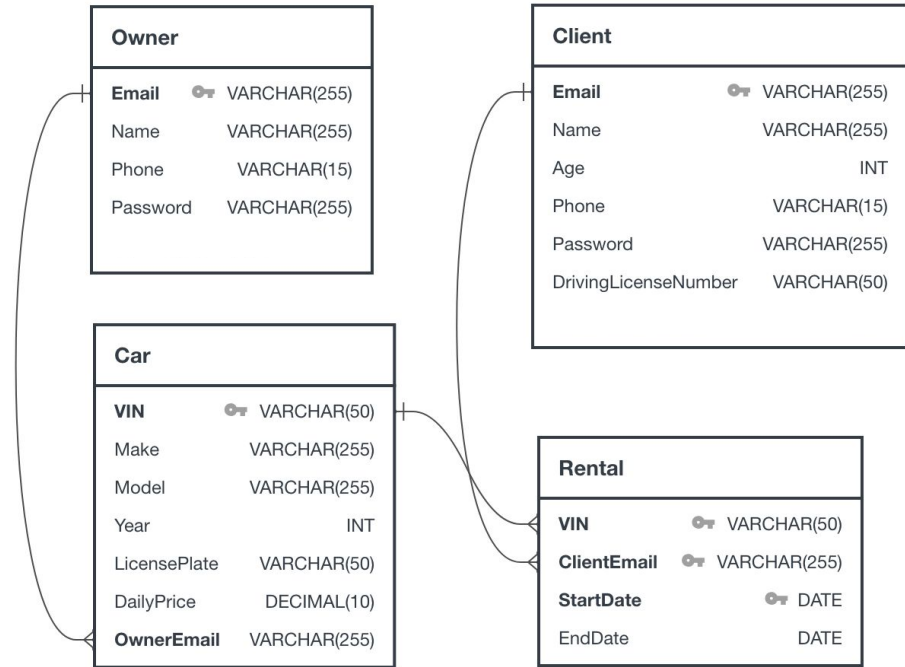 Owner
Email VARCHAR(255)
Name VARCHAR(255)
Phone VARCHAR(15)
Password VARCHAR(255)
Client
Email VARCHAR(255)
Name VARCHAR(255)
Age INT
Phone VARCHAR(15)
Password VARCHAR(255)
DrivingLicenseNumber VARCHAR(50)
Car
VIN VARCHAR(50)
Make VARCHAR(255)
Model VARCHAR(255)
Year INT
LicensePlate VARCHAR(50)
DailyPrice DECIMAL(10)
OwnerEmail VARCHAR(255)
Rental
VIN VARCHAR(50)
ClientEmail VARCHAR(255)
StartDate DATE
EndDate DATE